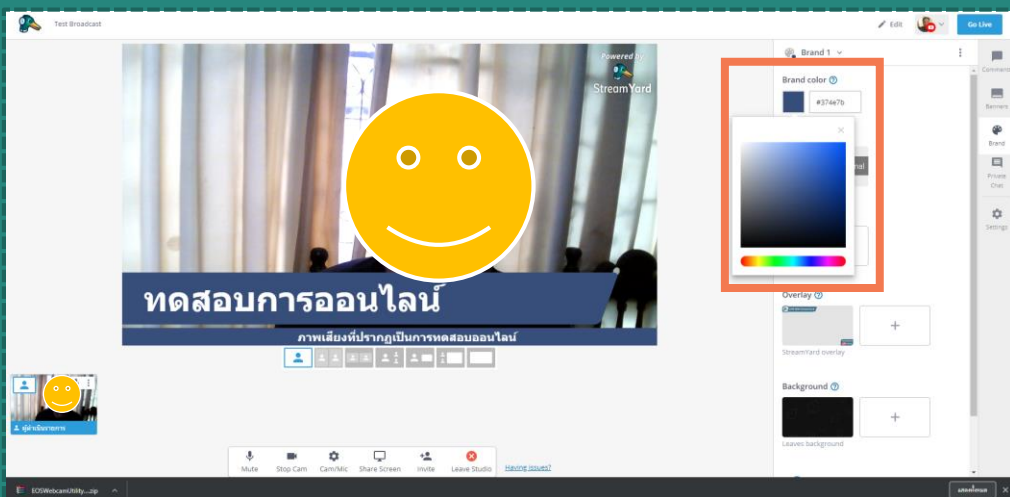 Test Broadcast
Edit
Go Live
Powered by
StreamYard
ทดสอบการออนไลน์
ภาพเสียงที่ปรากฏเป็นการทดสอบออนไลน์
ผู้ดำเนินรายการ
Mute
Stop Cam
Cam/Mic
Share Screen
Invite
Leave Studio
Having issues?
Brand 1
Brand color
#374e7b
Overlay
StreamYard overlay
Background
Leaves background
Comments
Banners
Brand
Private
Chat
Settings
EOSWebcamUtility...zip
แสดงทั้งหมด